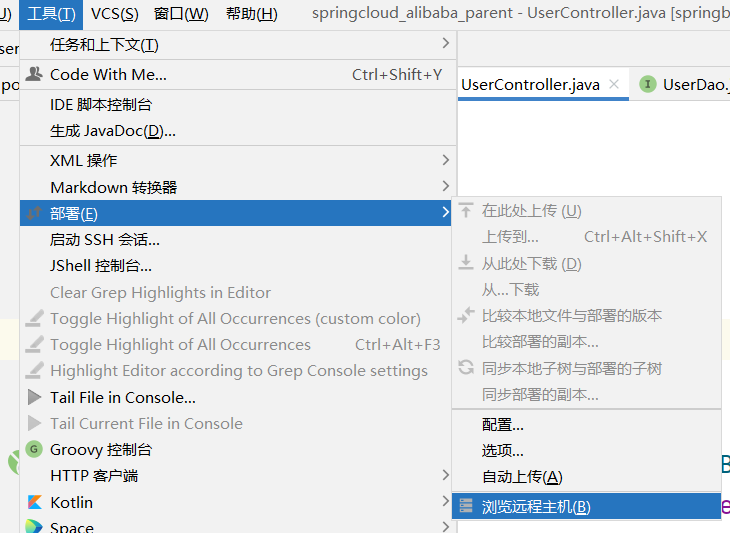 J) 工具(T) VCS(S) 窗口(W) 帮助(H) springcloud_alibaba_parent - UserController.java [springb
ser
po
UserController.java
UserDao.j
任务和上下文(T)
Code With Me... Ctrl+Shift+Y
IDE 脚本控制台
生成 JavaDoc(D)...
XML 操作
Markdown 转换器
部署(E)
启动 SSH 会话...
JShell 控制台...
Clear Grep Highlights in Editor
Toggle Highlight of All Occurrences (custom color)
Toggle Highlight of All Occurrences Ctrl+Alt+F3
Highlight Editor according to Grep Console settings
Tail File in Console...
Tail Current File in Console
Groovy 控制台
HTTP 客户端
Kotlin
Space
在此处上传 (U)
上传到... Ctrl+Alt+Shift+X
从此处下载 (D)
从...下载
比较本地文件与部署的版本
比较部署的副本...
同步本地子树与部署的子树
同步部署的副本...
配置...
选项...
自动上传(A)
浏览远程主机(B)